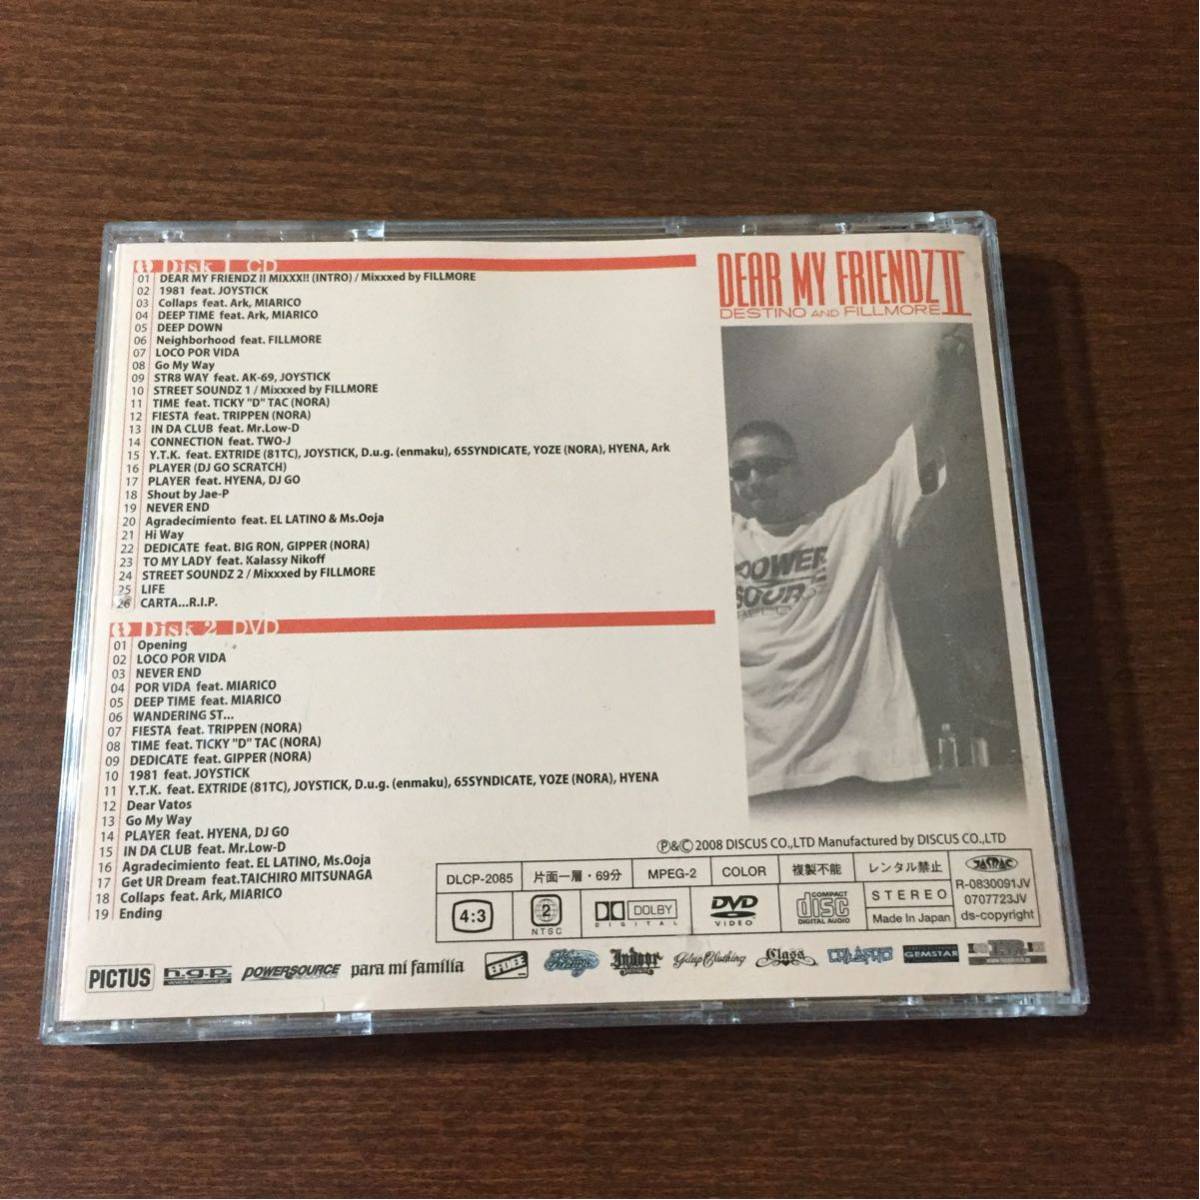 Disk 1 CD
01 DEAR MY FRIENDZ II MIXXX!! (INTRO) / Mixxxed by FILLMORE
02 1981 feat. JOYSTICK
03 Collaps feat. Ark, MIARICO
04 DEEP TIME feat. Ark, MIARICO
05 DEEP DOWN
06 Neighborhood feat. FILLMORE
07 LOCO POR VIDA
08 Go My Way
09 STR8 WAY feat. AK-69, JOYSTICK
10 STREET SOUNDZ 1 / Mixxxed by FILLMORE
11 TIME feat. TICKY "D" TAC (NORA)
12 FIESTA feat. TRIPPEN (NORA)
13 IN DA CLUB feat. Mr.Low-D
14 CONNECTION feat. TWO-J
15 Y.T.K. feat. EXTRIDE (81TC), JOYSTICK, D.u.g. (enmaku), 65SYNDICATE, YOZE (NORA), HYENA, Ark
16 PLAYER (DJ GO SCRATCH)
17 PLAYER feat. HYENA, DJ GO
18 Shout by Jae-P
19 NEVER END
20 Agradecimiento feat. EL LATINO & Ms.Ooja
21 Hi Way
22 DEDICATE feat. BIG RON, GIPPER (NORA)
23 TO MY LADY feat. Kalassy Nikoff
24 STREET SOUNDZ 2 / Mixxxed by FILLMORE
25 LIFE
26 CARTA...R.I.P.
Disk 2 DVD
01 Opening
02 LOCO POR VIDA
03 NEVER END
04 POR VIDA feat. MIARICO
05 DEEP TIME feat. MIARICO
06 WANDERING ST...
07 FIESTA feat. TRIPPEN (NORA)
08 TIME feat. TICKY "D" TAC (NORA)
09 DEDICATE feat. GIPPER (NORA)
10 1981 feat. JOYSTICK
11 Y.T.K. feat. EXTRIDE (81TC), JOYSTICK, D.u.g. (enmaku), 65SYNDICATE, YOZE (NORA), HYENA
12 Dear Vatos
13 Go My Way
14 PLAYER feat. HYENA, DJ GO
15 IN DA CLUB feat. Mr.Low-D
16 Agradecimiento feat. EL LATINO, Ms.Ooja
17 Get UR Dream feat.TAICHIRO MITSUNAGA
18 Collaps feat. Ark, MIARICO
19 Ending
DEAR MY FRIENDZ II
DESTINO AND FILLMORE
POWER
SOURCE
Ⓟ&Ⓒ 2008 DISCUS CO.,LTD Manufactured by DISCUS CO.,LTD
DLCP-2085 片面一層・69分 MPEG-2 COLOR 複製不能 レンタル禁止 JASRAC
R-0830091JV
0707723JV
ds-copyright
4:3 2 NTSC DOLBY DIGITAL DVD VIDEO COMPACT disc DIGITAL AUDIO STEREO
Made In Japan
PICTUS h.g.p POWERSOURCE para mi familia Indoor Gilap Clothing Class GEMSTAR